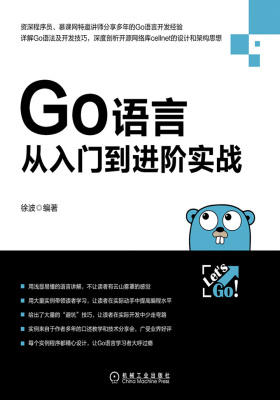 资深程序员、慕课网特邀讲师分享多年的Go语言开发经验
详解Go语法及开发技巧，深度剖析开源网络库cellnet的设计和架构思想
Go语言
从入门到进阶实战
徐波◎编著
Let's
Go!
用浅显易懂的语言讲解，不让读者有云山雾罩的感觉
用大量实例带领读者学习，让读者在实际动手中提高编程水平
给出了大量的“避坑”技巧，让读者在实际开发中少走弯路
实例来自于作者多年的口述教学和技术分享会，广受业界好评
每个实例程序都精心设计，让Go语言学习者大呼过瘾
机械工业出版社
China Machine Press